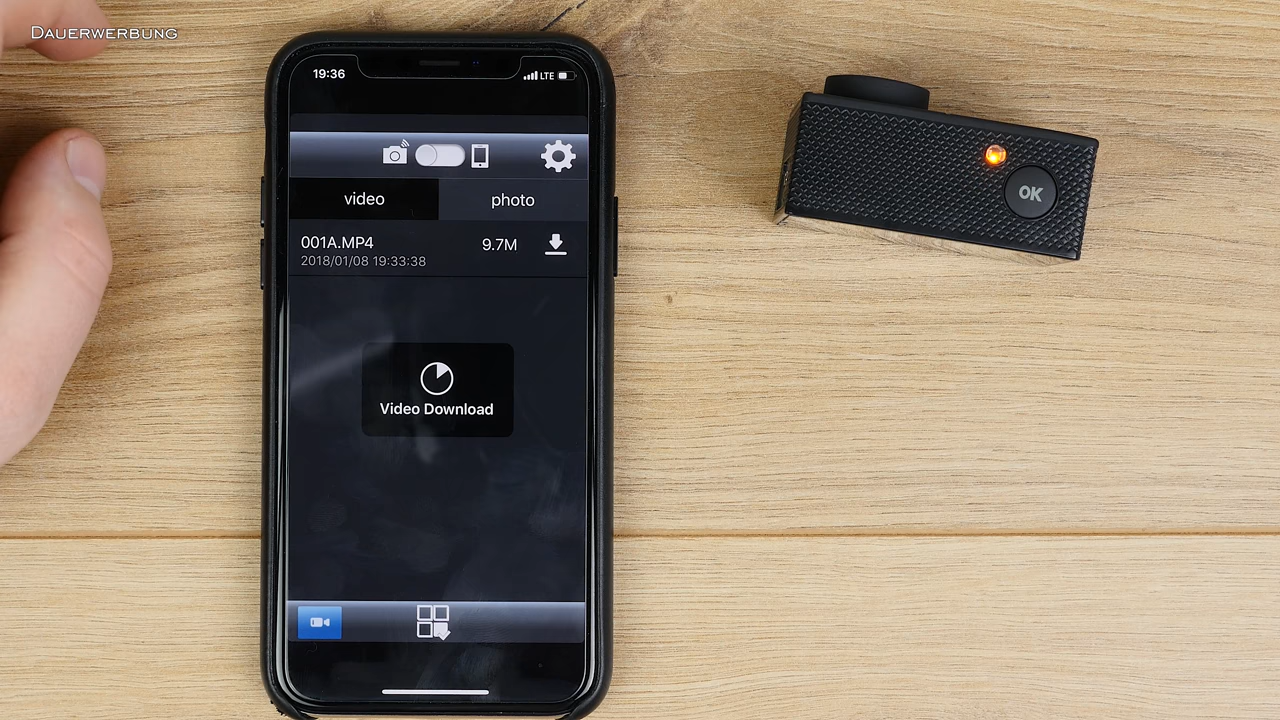 Dauerwerbung
19:36
LTE
video
photo
001A.MP4
9.7M
2018/01/08 19:33:38
Video Download
OK